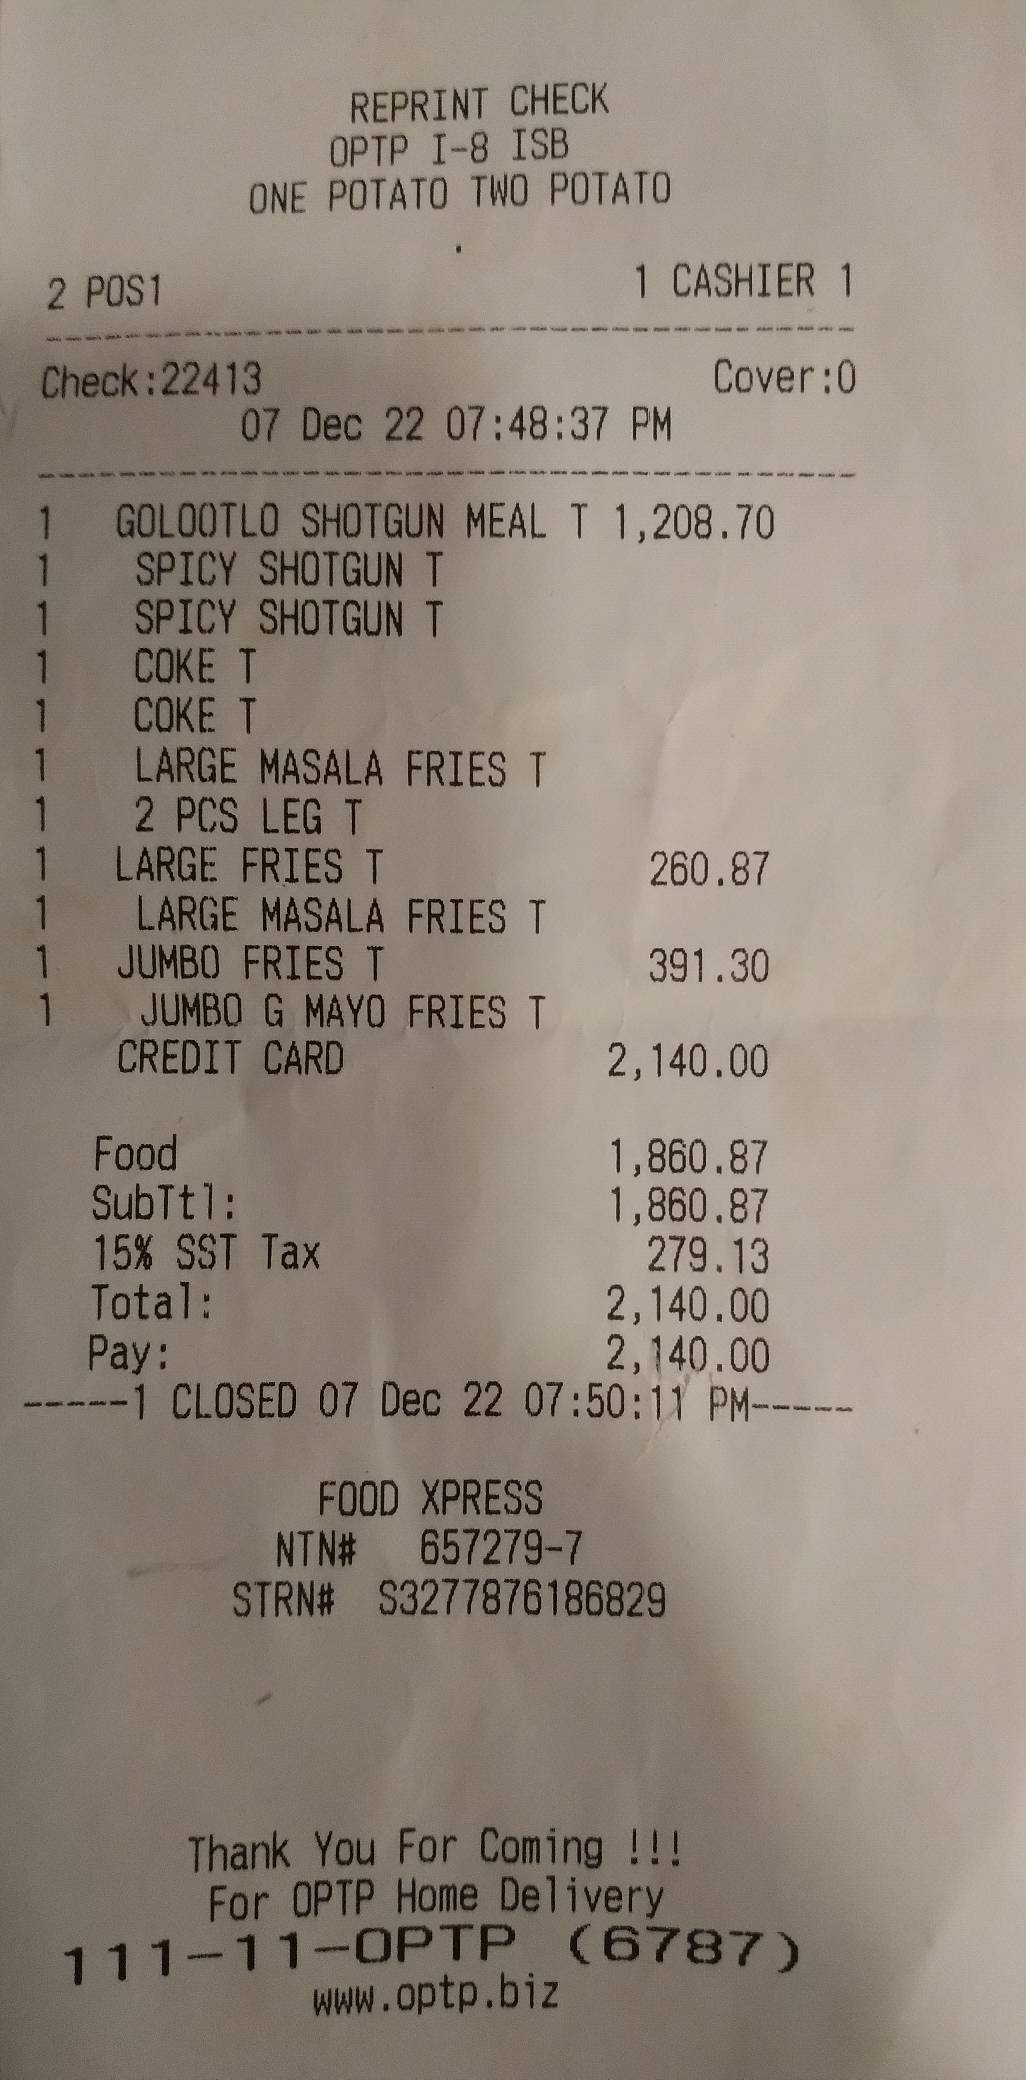 REPRINT CHECK
OPTP I-8 ISB
ONE POTATO TWO POTATO
2 POS1 1 CASHIER 1
Check:22413 Cover:0
07 Dec 22 07:48:37 PM
1 GOLOOTLO SHOTGUN MEAL T 1,208.70
1 SPICY SHOTGUN T
1 SPICY SHOTGUN T
1 COKE T
1 COKE T
1 LARGE MASALA FRIES T
1 2 PCS LEG T
1 LARGE FRIES T 260.87
1 LARGE MASALA FRIES T
1 JUMBO FRIES T 391.30
1 JUMBO G MAYO FRIES T
CREDIT CARD 2,140.00
Food 1,860.87
SubTtl: 1,860.87
15% SST Tax 279.13
Total: 2,140.00
Pay: 2,140.00
-----1 CLOSED 07 Dec 22 07:50:11 PM-----
FOOD XPRESS
NTN# 657279-7
STRN# S3277876186829
Thank You For Coming !!!
For OPTP Home Delivery
111-11-OPTP (6787)
www.optp.biz